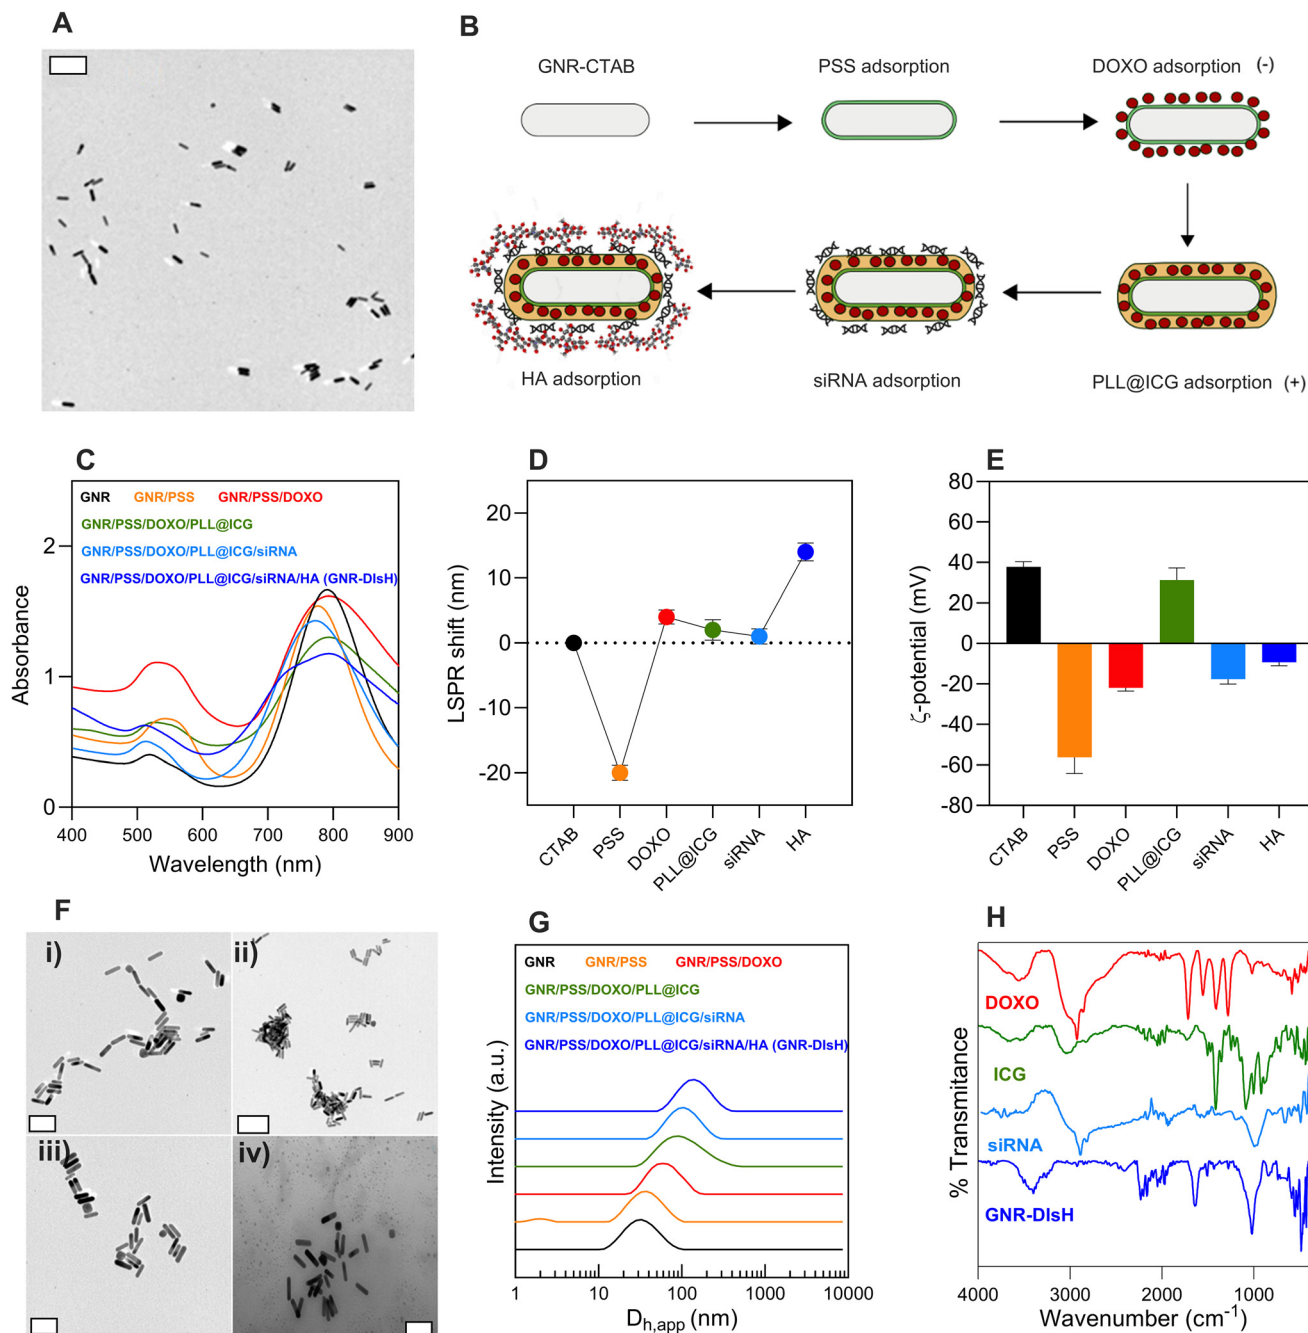 A
B
GNR-CTAB
PSS adsorption
DOXO adsorption (-)
HA adsorption
siRNA adsorption
PLL@ICG adsorption (+)
C
GNR GNR/PSS GNR/PSS/DOXO
GNR/PSS/DOXO/PLL@ICG
GNR/PSS/DOXO/PLL@ICG/siRNA
GNR/PSS/DOXO/PLL@ICG/siRNA/HA (GNR-DIsH)
Absorbance
2
1
0
400 500 600 700 800 900
Wavelength (nm)
D
LSPR shift (nm)
20
10
0
-10
-20
CTAB PSS DOXO PLL@ICG siRNA HA
E
ζ-potential (mV)
80
60
40
20
0
-20
-40
-60
-80
CTAB PSS DOXO PLL@ICG siRNA HA
F
i)
ii)
iii)
iv)
G
GNR GNR/PSS GNR/PSS/DOXO
GNR/PSS/DOXO/PLL@ICG
GNR/PSS/DOXO/PLL@ICG/siRNA
GNR/PSS/DOXO/PLL@ICG/siRNA/HA (GNR-DIsH)
Intensity (a.u.)
1 10 100 1000 10000
Dh,app (nm)
H
DOXO
ICG
siRNA
GNR-DIsH
% Transmitance
4000 3000 2000 1000
Wavenumber (cm-1)